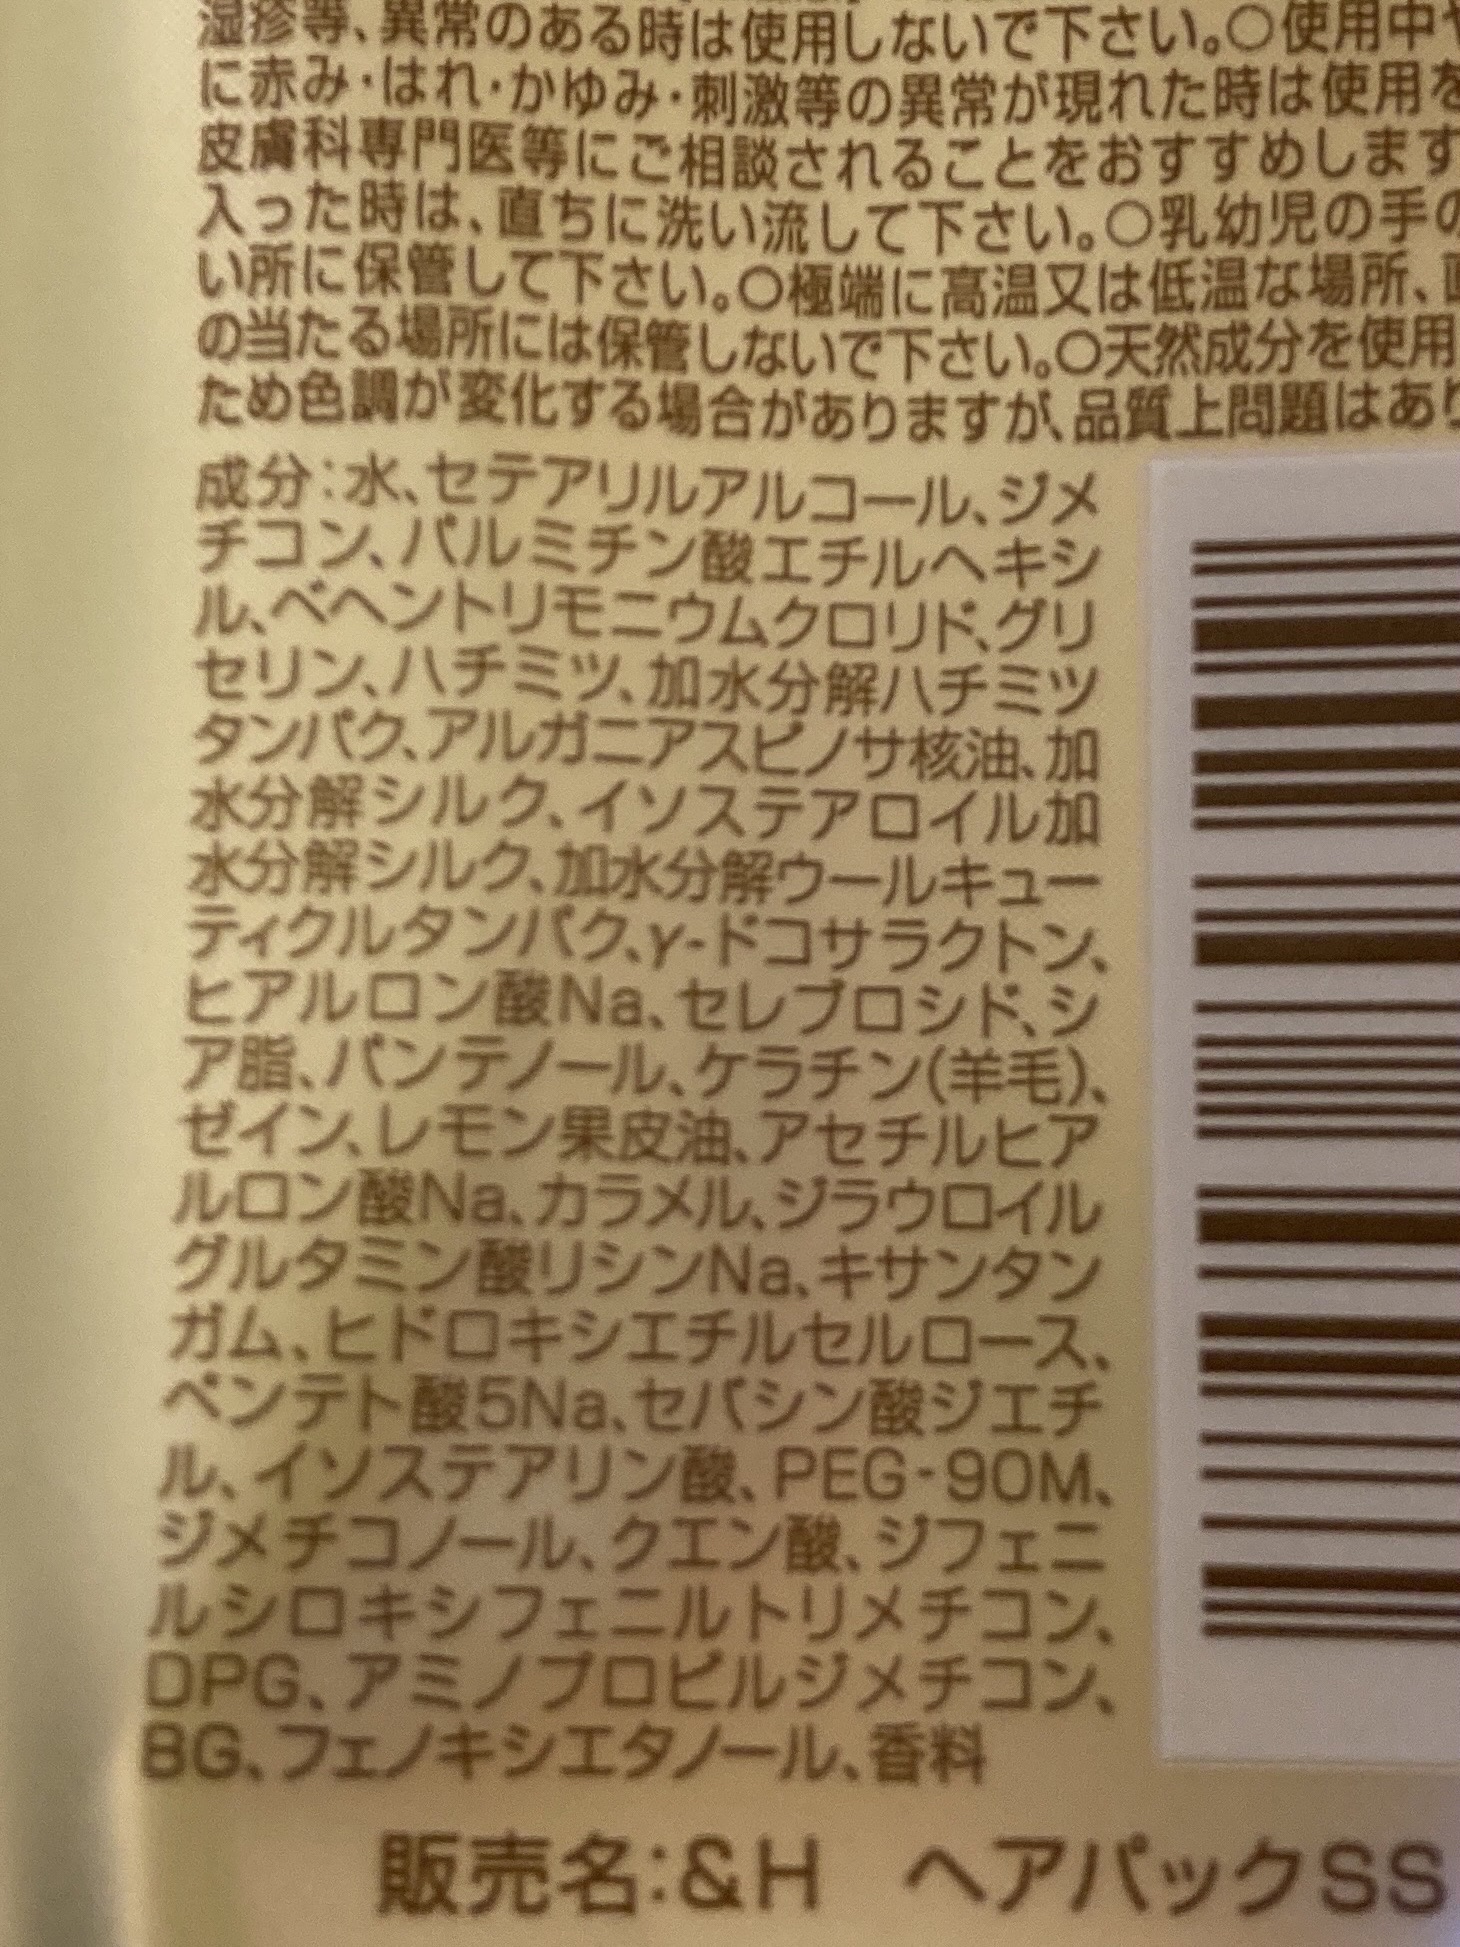 湿疹等、異常のある時は使用しないで下さい。○使用中
に赤み・はれ・かゆみ・刺激等の異常が現れた時は使用を
皮膚科専門医等にご相談されることをおすすめします
入った時は、直ちに洗い流して下さい。○乳幼児の手の
い所に保管して下さい。○極端に高温又は低温な場所、
の当たる場所には保管しないで下さい。○天然成分を使用
ため色調が変化する場合がありますが、品質上問題はあり
成分：水、セテアリルアルコール、ジメ
チコン、パルミチン酸エチルヘキシ
ル、ベヘントリモニウムクロリド、グリ
セリン、ハチミツ、加水分解ハチミツ
タンパク、アルガニアスピノサ核油、加
水分解シルク、イソステアロイル加
水分解シルク、加水分解ウールキュー
ティクルタンパク、γ-ドコサラクトン、
ヒアルロン酸Na、セレブロシド、シ
ア脂、パンテノール、ケラチン(羊毛)、
ゼイン、レモン果皮油、アセチルヒア
ルロン酸Na、カラメル、ジラウロイル
グルタミン酸リシンNa、キサンタン
ガム、ヒドロキシエチルセルロース、
ペンテト酸5Na、セバシン酸ジエチ
ル、イソステアリン酸、PEG-90M、
ジメチコノール、クエン酸、ジフェニ
ルシロキシフェニルトリメチコン、
DPG、アミノプロピルジメチコン、
BG、フェノキシエタノール、香料
販売名：&H ヘアパックSS